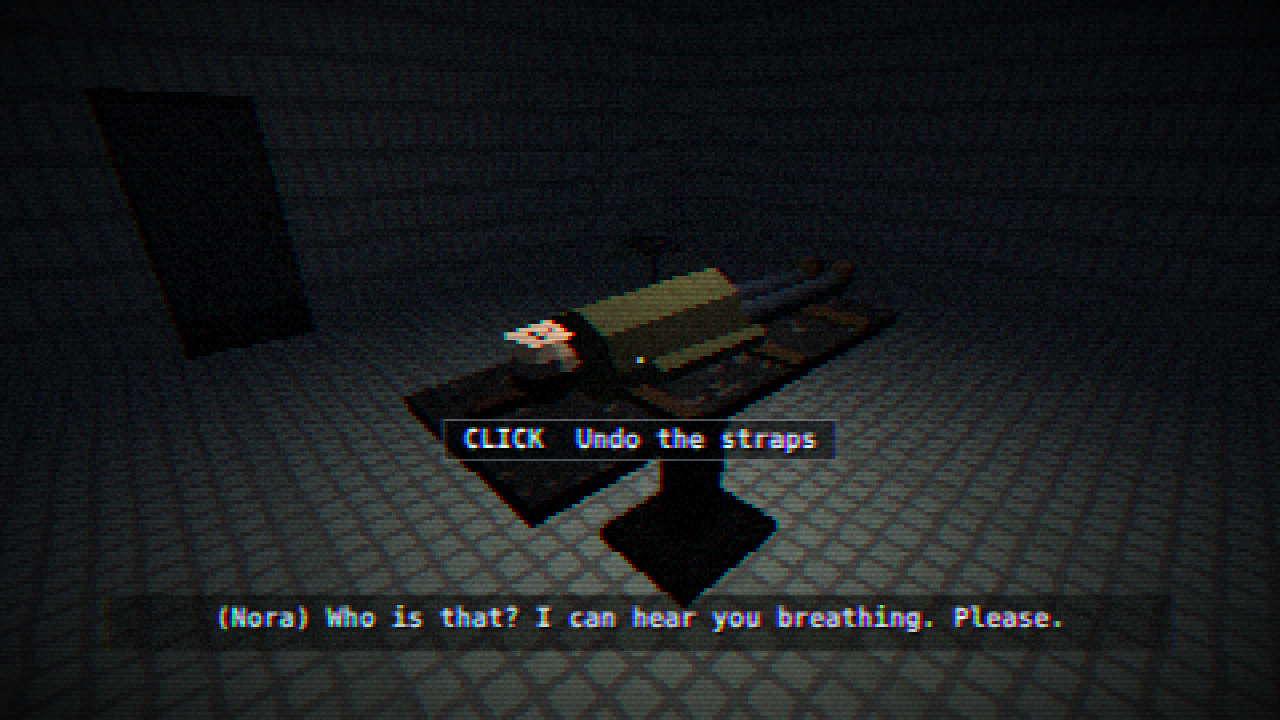 CLICK Undo the straps
(Nora) Who is that? I can hear you breathing. Please.